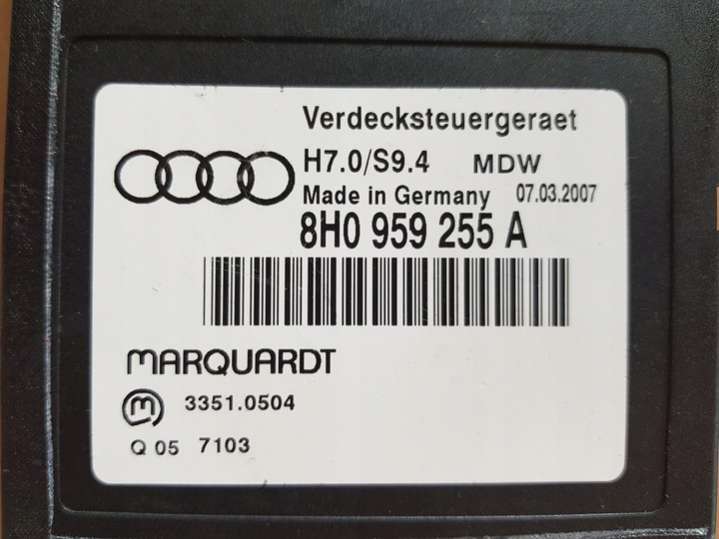 Verdecksteuergeraet
H7.0/S9.4 MDW
Made in Germany 07.03.2007
8H0 959 255 A
MARQUARDT
m 3351.0504
Q 05 7103